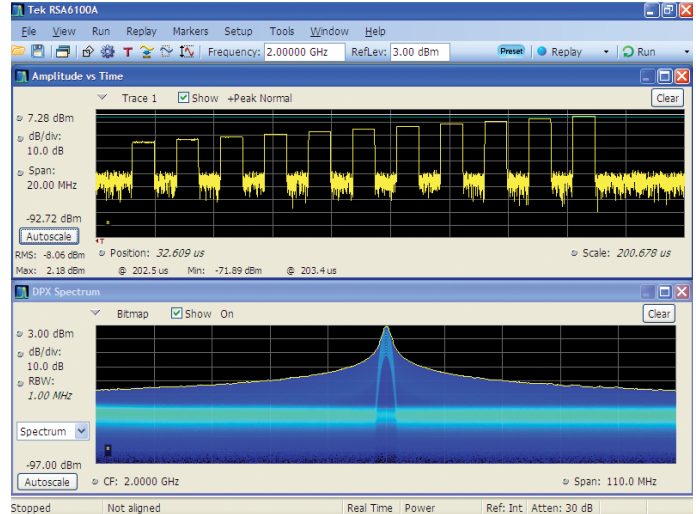 Tek RSA6100A
File View Run Replay Markers Setup Tools Window Help
T Frequency: 2.00000 GHz RefLev: 3.00 dBm Preset Replay Run
Amplitude vs Time
Trace 1 Show +Peak Normal Clear
7.28 dBm
dB/div:
10.0 dB
Span:
20.00 MHz
-92.72 dBm
Autoscale
T
Position: 32.609 us Scale: 200.678 us
RMS: -8.06 dBm
Max: 2.18 dBm @ 202.5 us Min: -71.89 dBm @ 203.4 us
DPX Spectrum
Bitmap Show On Clear
3.00 dBm
dB/div:
10.0 dB
RBW:
1.00 MHz
Spectrum
-97.00 dBm
Autoscale CF: 2.0000 GHz Span: 110.0 MHz
Stopped Not aligned Real Time Power Ref: Int Atten: 30 dB